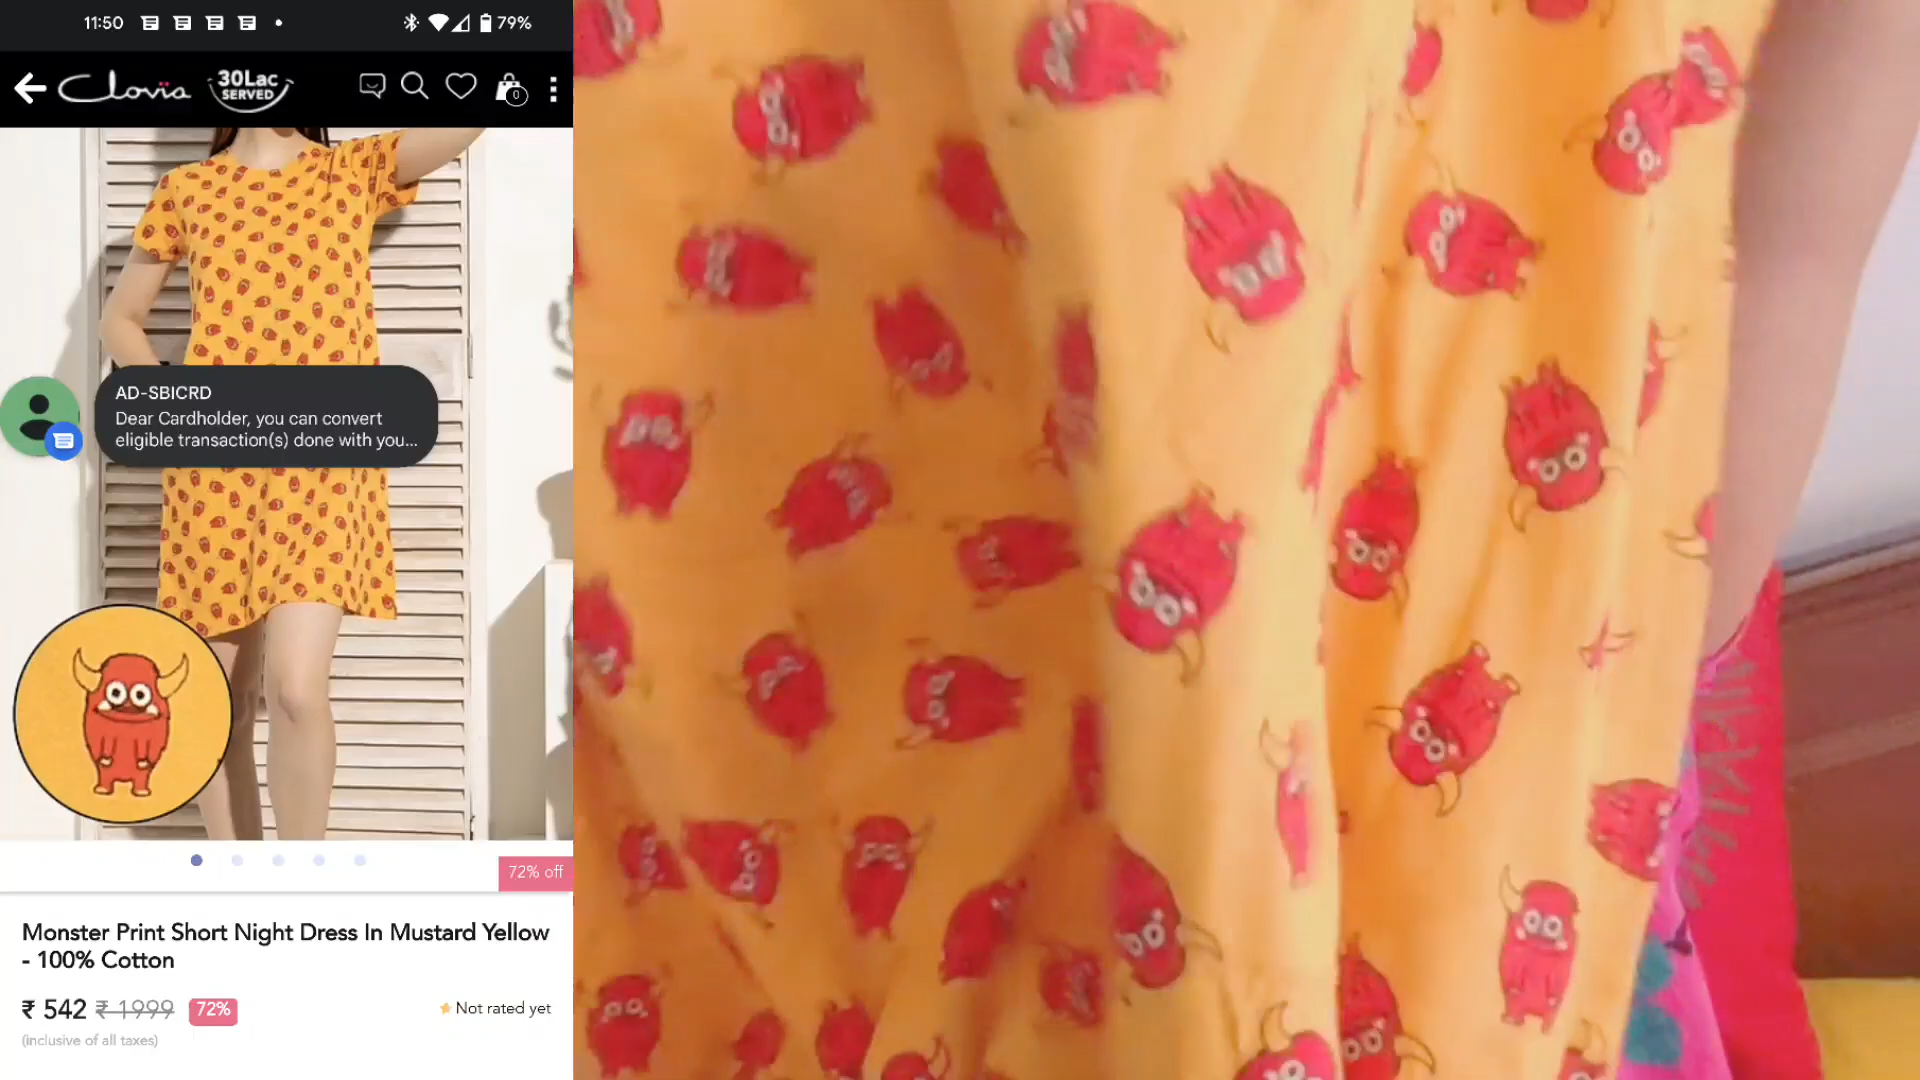 11:50
79%
Clovia
30Lac
SERVED
0
AD-SBICRD
Dear Cardholder, you can convert
eligible transaction(s) done with you...
72% off
Monster Print Short Night Dress In Mustard Yellow
- 100% Cotton
₹ 542 ₹ 1999 72%
Not rated yet
(inclusive of all taxes)